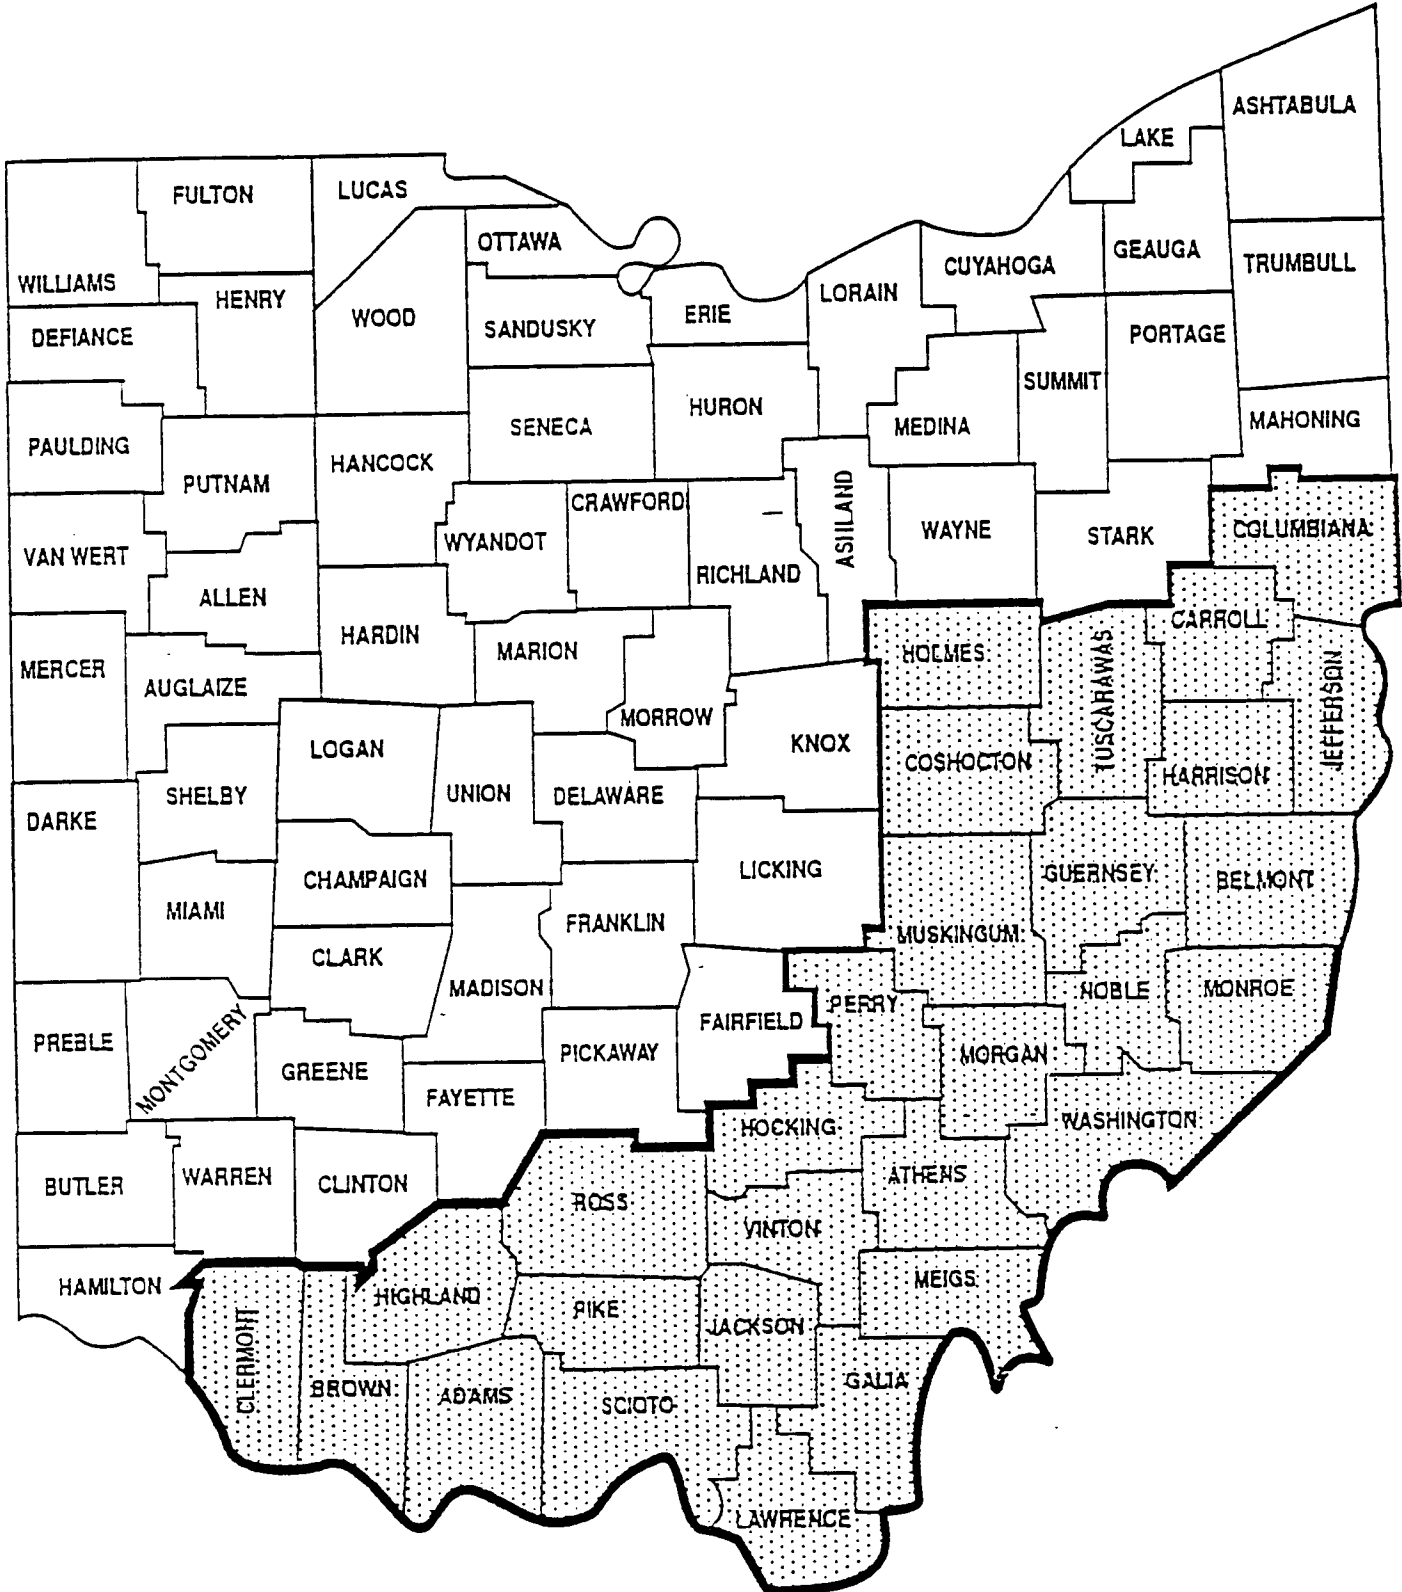 ASHTABULA
LAKE
FULTON
LUCAS
OTTAWA
GEAUGA
CUYAHOGA
TRUMBULL
WILLIAMS
HENRY
LORAIN
WOOD
ERIE
SANDUSKY
DEFIANCE
PORTAGE
SUMMIT
HURON
MAHONING
SENECA
MEDINA
PAULDING
HANCOCK
PUTNAM
CRAWFORD
ASHLAND
WAYNE
STARK
COLUMBIANA
WYANDOT
VAN WERT
RICHLAND
ALLEN
CARROLL
HARDIN
MARION
HOLMES
MERCER
AUGLAIZE
TUSCARAWAS
JEFFERSON
MORROW
KNOX
LOGAN
COSHOCTON
HARRISON
SHELBY
UNION
DELAWARE
DARKE
LICKING
GUERNSEY
BELMONT
CHAMPAIGN
MIAMI
FRANKLIN
MUSKINGUM
CLARK
MADISON
NOBLE
MONROE
PERRY
FAIRFIELD
PREBLE
MONTGOMERY
PICKAWAY
MORGAN
GREENE
FAYETTE
HOCKING
WASHINGTON
WARREN
CLINTON
BUTLER
ATHENS
ROSS
VINTON
HAMILTON
MEIGS
HIGHLAND
PIKE
JACKSON
CLERMONT
BROWN
ADAMS
GALIA
SCIOTO
LAWRENCE